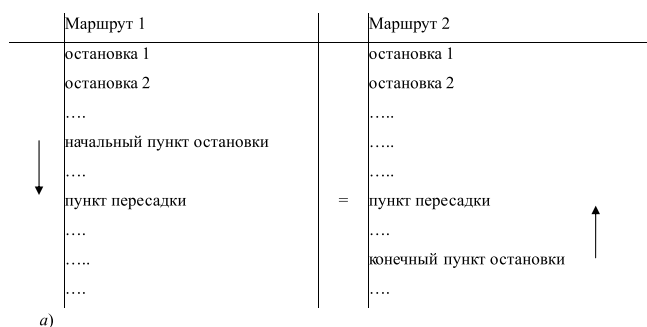 Маршрут 1 Маршрут 2
остановка 1 остановка 1
остановка 2 остановка 2
…. …..
начальный пункт остановки …..
…. …..
пункт пересадки = пункт пересадки
…. ….
….. конечный пункт остановки
…. ….
а)